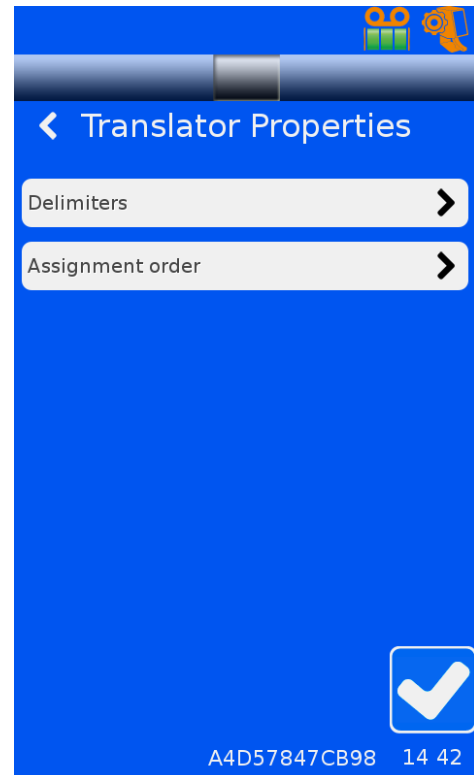 Translator Properties
Delimiters
Assignment order
A4D57847CB98 14 42